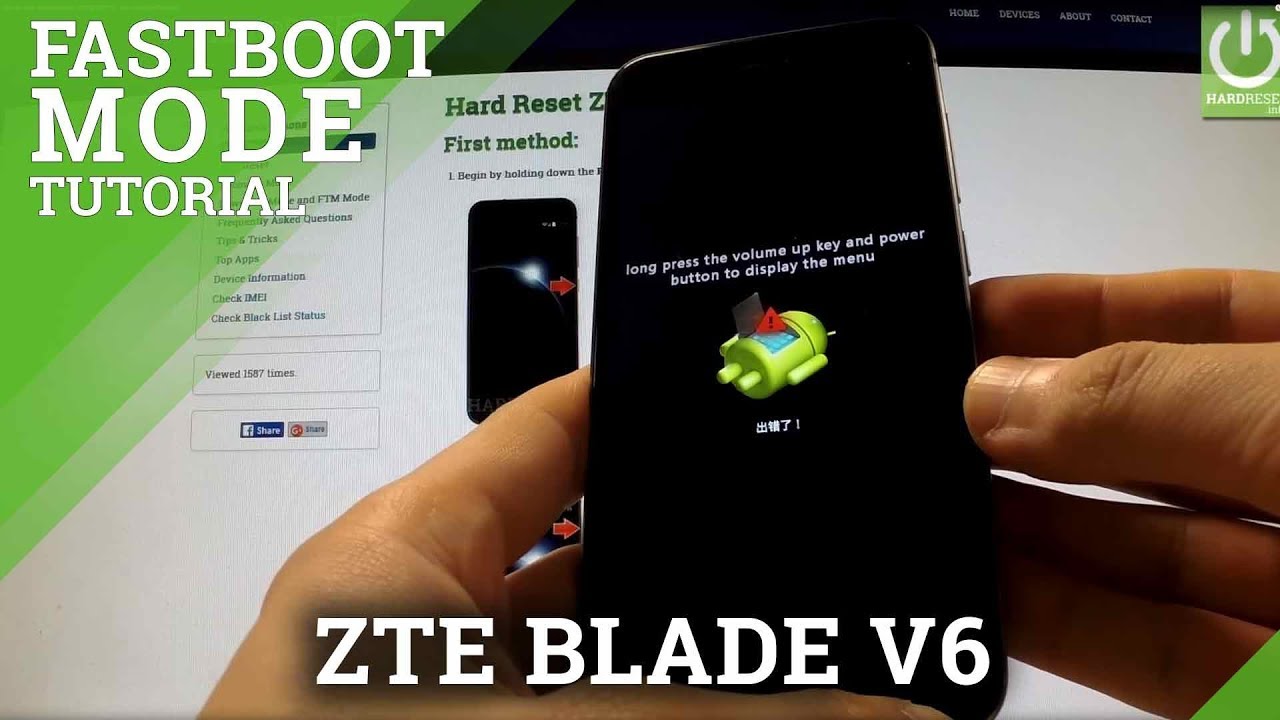 FASTBOOT
MODE
TUTORIAL
HOME DEVICES ABOUT CONTACT
HARDRESET
.info
Hard Reset Z
First method:
1. Begin by holding down the
Mode and FTM Mode
Frequently Asked Questions
Tips & Tricks
Top Apps
Device Information
Check IMEI
Check Black List Status
Viewed 1587 times.
Share
Share
long press the volume up key and power
button to display the menu
出错了！
ZTE BLADE V6